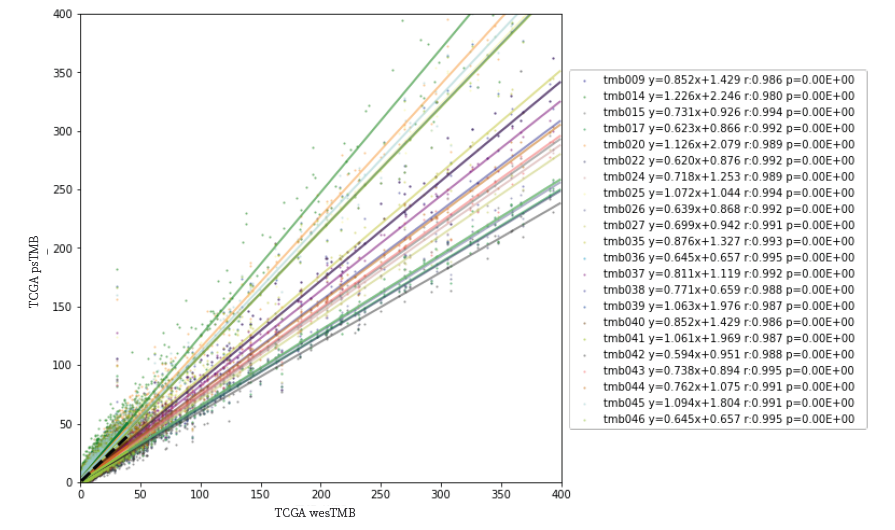 400
350
300
250
200
150
100
50
0
TCGA psTMB
0 50 100 150 200 250 300 350 400
TCGA wesTMB
tmb009 y=0.852x+1.429 r:0.986 p=0.00E+00
tmb014 y=1.226x+2.246 r:0.980 p=0.00E+00
tmb015 y=0.731x+0.926 r:0.994 p=0.00E+00
tmb017 y=0.623x+0.866 r:0.992 p=0.00E+00
tmb020 y=1.126x+2.079 r:0.989 p=0.00E+00
tmb022 y=0.620x+0.876 r:0.992 p=0.00E+00
tmb024 y=0.718x+1.253 r:0.989 p=0.00E+00
tmb025 y=1.072x+1.044 r:0.994 p=0.00E+00
tmb026 y=0.639x+0.868 r:0.992 p=0.00E+00
tmb027 y=0.699x+0.942 r:0.991 p=0.00E+00
tmb035 y=0.876x+1.327 r:0.993 p=0.00E+00
tmb036 y=0.645x+0.657 r:0.995 p=0.00E+00
tmb037 y=0.811x+1.119 r:0.992 p=0.00E+00
tmb038 y=0.771x+0.659 r:0.988 p=0.00E+00
tmb039 y=1.063x+1.976 r:0.987 p=0.00E+00
tmb040 y=0.852x+1.429 r:0.986 p=0.00E+00
tmb041 y=1.061x+1.969 r:0.987 p=0.00E+00
tmb042 y=0.594x+0.951 r:0.988 p=0.00E+00
tmb043 y=0.738x+0.894 r:0.995 p=0.00E+00
tmb044 y=0.762x+1.075 r:0.991 p=0.00E+00
tmb045 y=1.094x+1.804 r:0.991 p=0.00E+00
tmb046 y=0.645x+0.657 r:0.995 p=0.00E+00